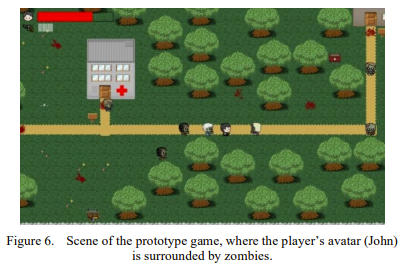 Figure 6. Scene of the prototype game, where the player's avatar (John)
is surrounded by zombies.